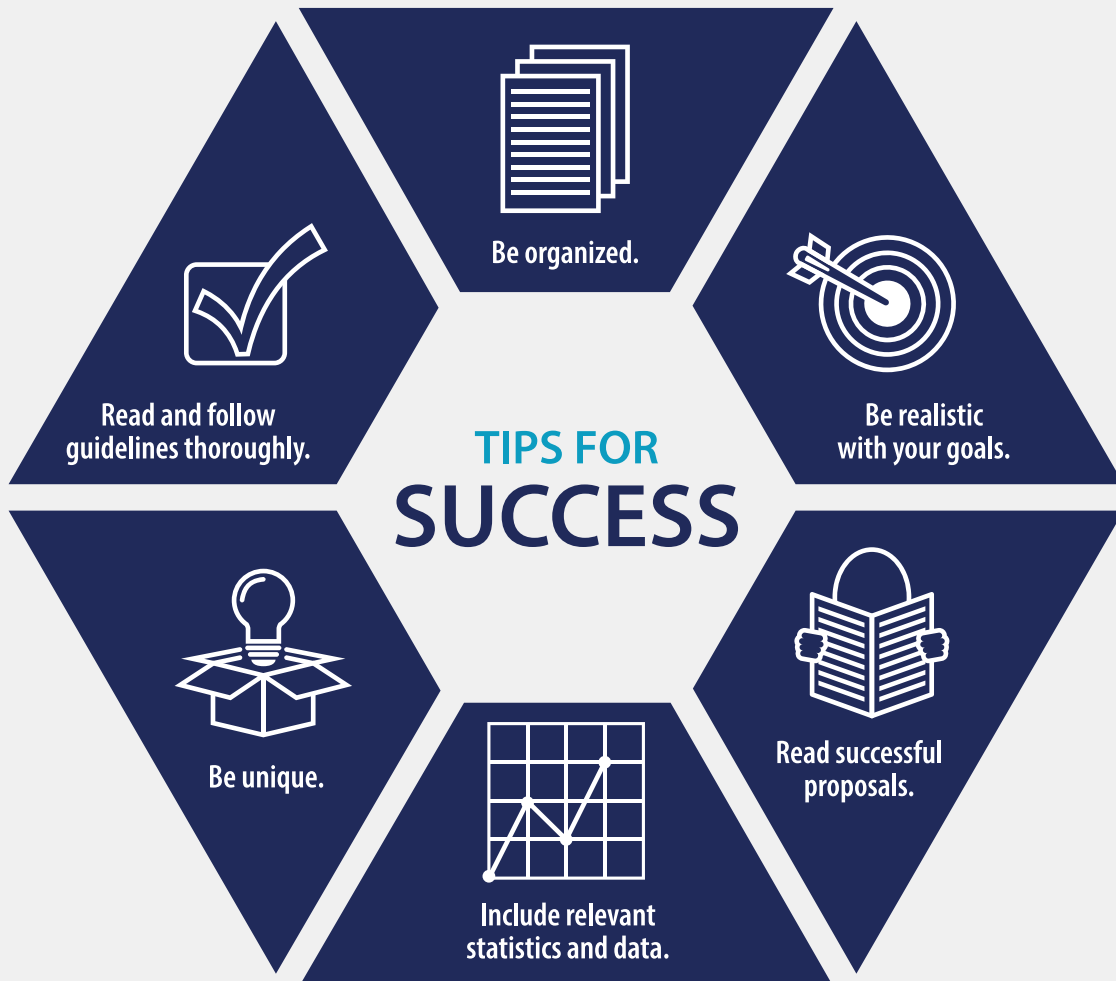 Be organized.
Read and follow
guidelines thoroughly.
Be realistic
with your goals.
TIPS FOR
SUCCESS
Be unique.
Read successful
proposals.
Include relevant
statistics and data.